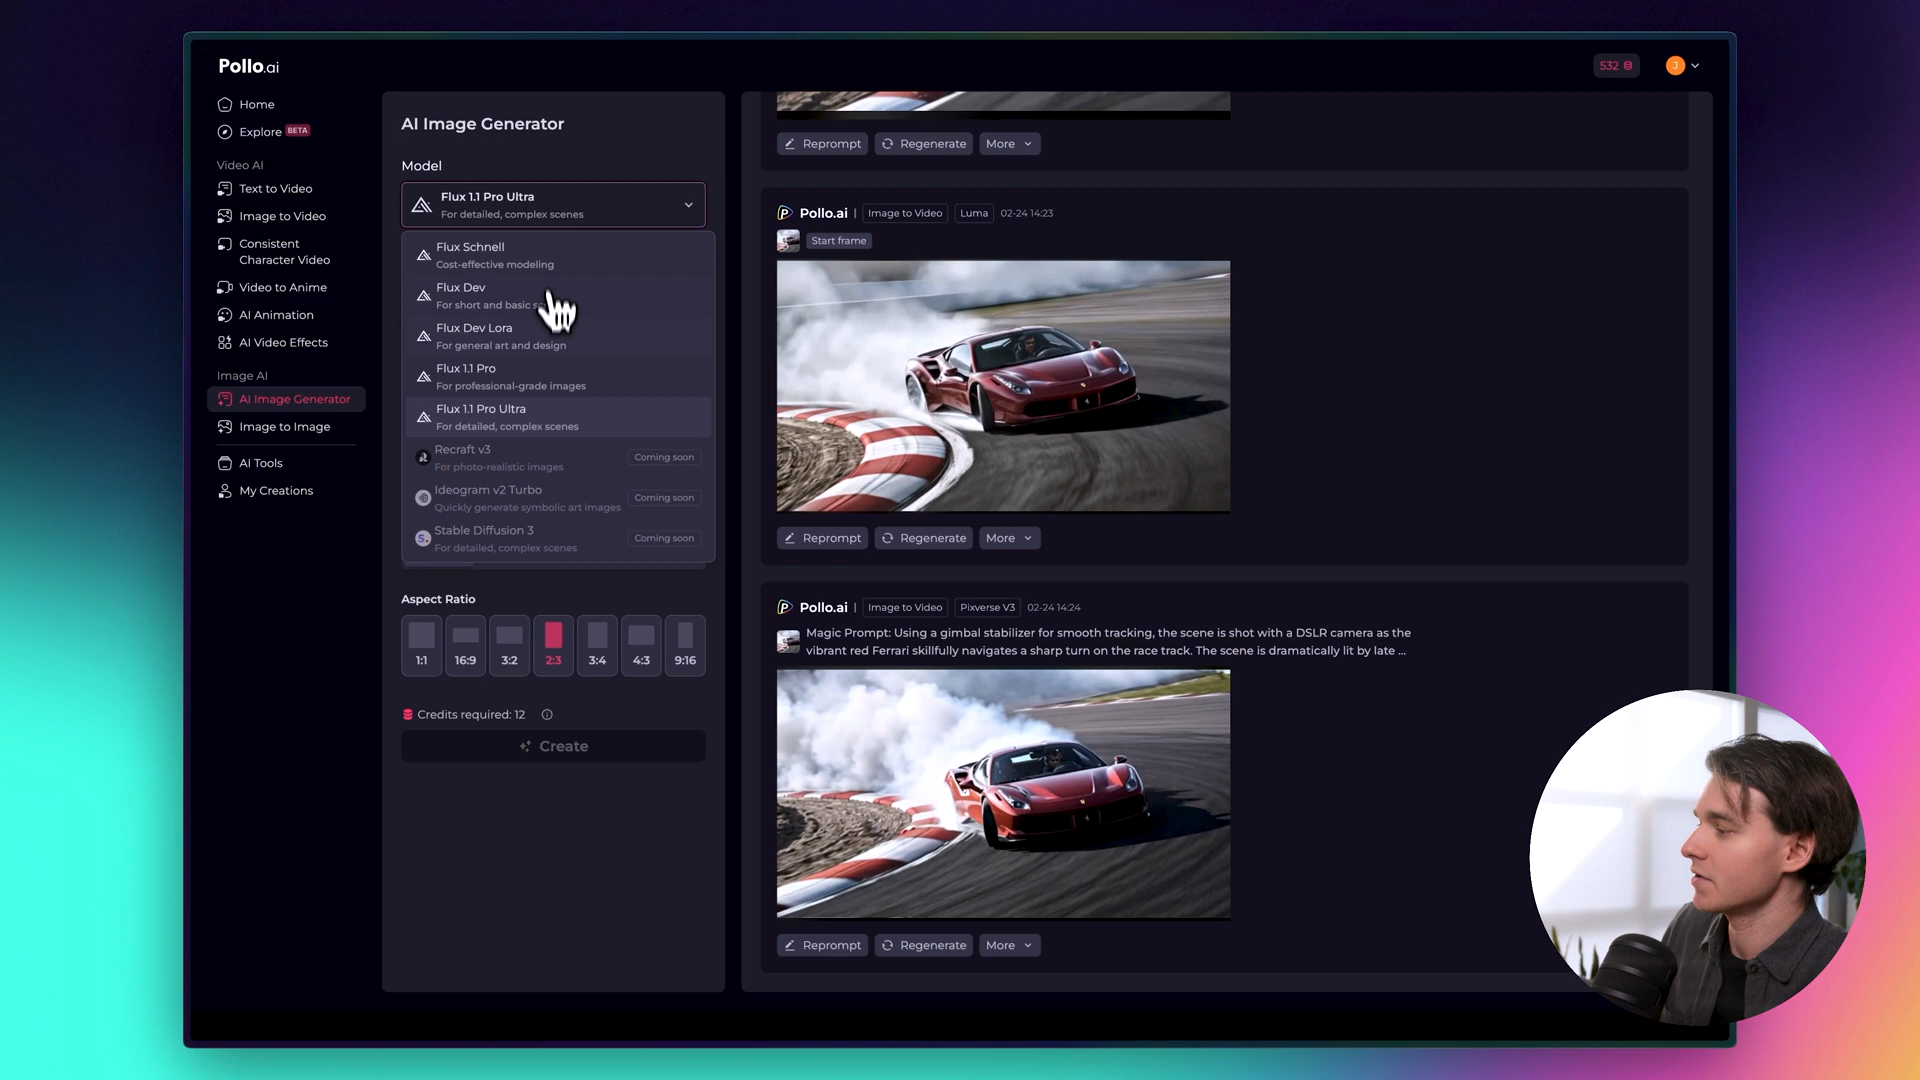 Pollo.ai
532
J
Home
Explore BETA
Video AI
Text to Video
Image to Video
Consistent
Character Video
Video to Anime
AI Animation
AI Video Effects
Image AI
AI Image Generator
Image to Image
AI Tools
My Creations
AI Image Generator
Model
Flux 1.1 Pro Ultra
For detailed, complex scenes
Flux Schnell
Cost-effective modeling
Flux Dev
For short and basic
Flux Dev Lora
For general art and design
Flux 1.1 Pro
For professional-grade images
Flux 1.1 Pro Ultra
For detailed, complex scenes
Recraft v3
For photo-realistic images
Coming soon
Ideogram v2 Turbo
Quickly generate symbolic art images
Coming soon
S.
Stable Diffusion 3
For detailed, complex scenes
Coming soon
Aspect Ratio
1:1 16:9 3:2 2:3 3:4 4:3 9:16
Credits required: 12
Create
Reprompt Regenerate More
Pollo.ai | Image to Video Luma 02-24 14:23
Start frame
Reprompt Regenerate More
Pollo.ai | Image to Video Pixverse V3 02-24 14:24
Magic Prompt: Using a gimbal stabilizer for smooth tracking, the scene is shot with a DSLR camera as the
vibrant red Ferrari skillfully navigates a sharp turn on the race track. The scene is dramatically lit by late ...
Reprompt Regenerate More